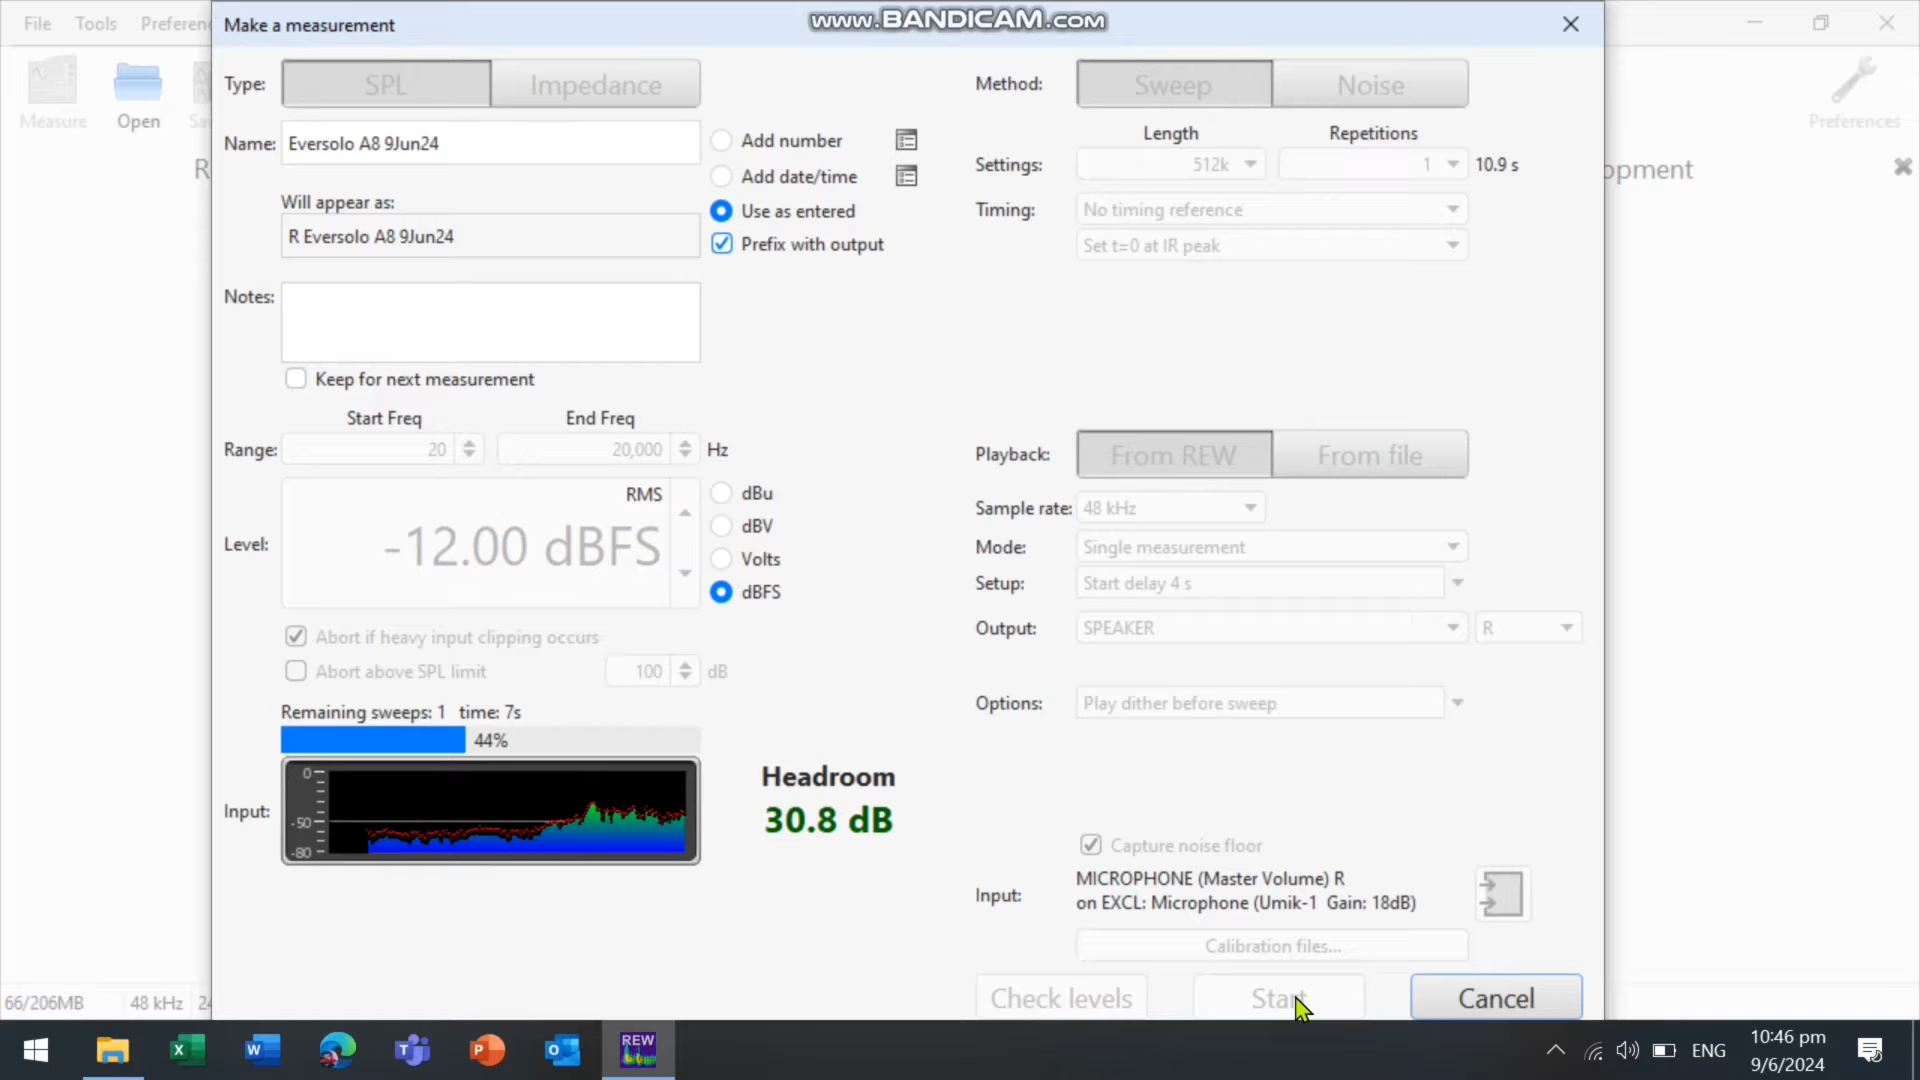 File Tools Preferenc
Make a measurement
www.BANDICAM.com
Measure
Open
Sav
Preferences
R
opment
Type: SPL Impedance
Name: Eversolo A8 9Jun24
Add number
Add date/time
Will appear as:
Use as entered
R Eversolo A8 9Jun24
Prefix with output
Notes:
Keep for next measurement
Start Freq End Freq
Range: 20 20,000 Hz
Level: RMS
-12.00 dBFS
dBu
dBV
Volts
dBFS
Abort if heavy input clipping occurs
Abort above SPL limit 100 dB
Remaining sweeps: 1 time: 7s
44%
Input:
0
-50
-80
Headroom
30.8 dB
Method: Sweep Noise
Length Repetitions
Settings: 512k 1 10.9 s
Timing: No timing reference
Set t=0 at IR peak
Playback: From REW From file
Sample rate: 48 kHz
Mode: Single measurement
Setup: Start delay 4 s
Output: SPEAKER R
Options: Play dither before sweep
Capture noise floor
Input: MICROPHONE (Master Volume) R
on EXCL: Microphone (Umik-1 Gain: 18dB)
Calibration files...
Check levels Start Cancel
66/206MB 48 kHz 24
REW
ENG
10:46 pm
9/6/2024